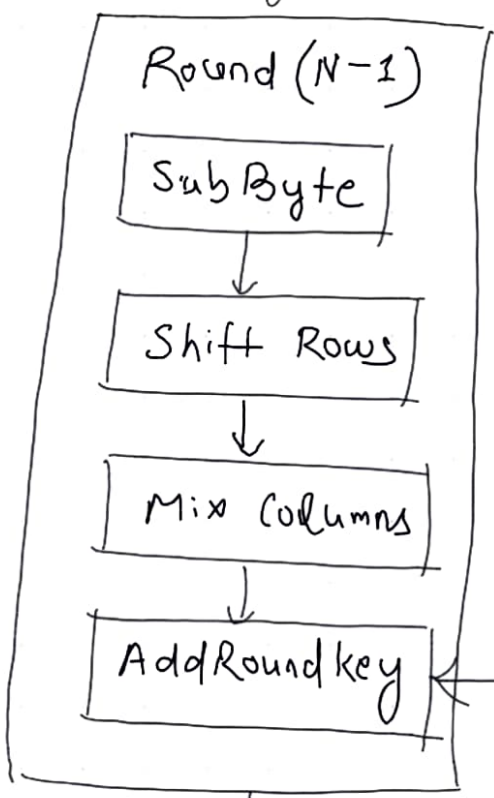 Round (N-1)
SubByte
Shift Rows
Mix Columns
AddRoundkey